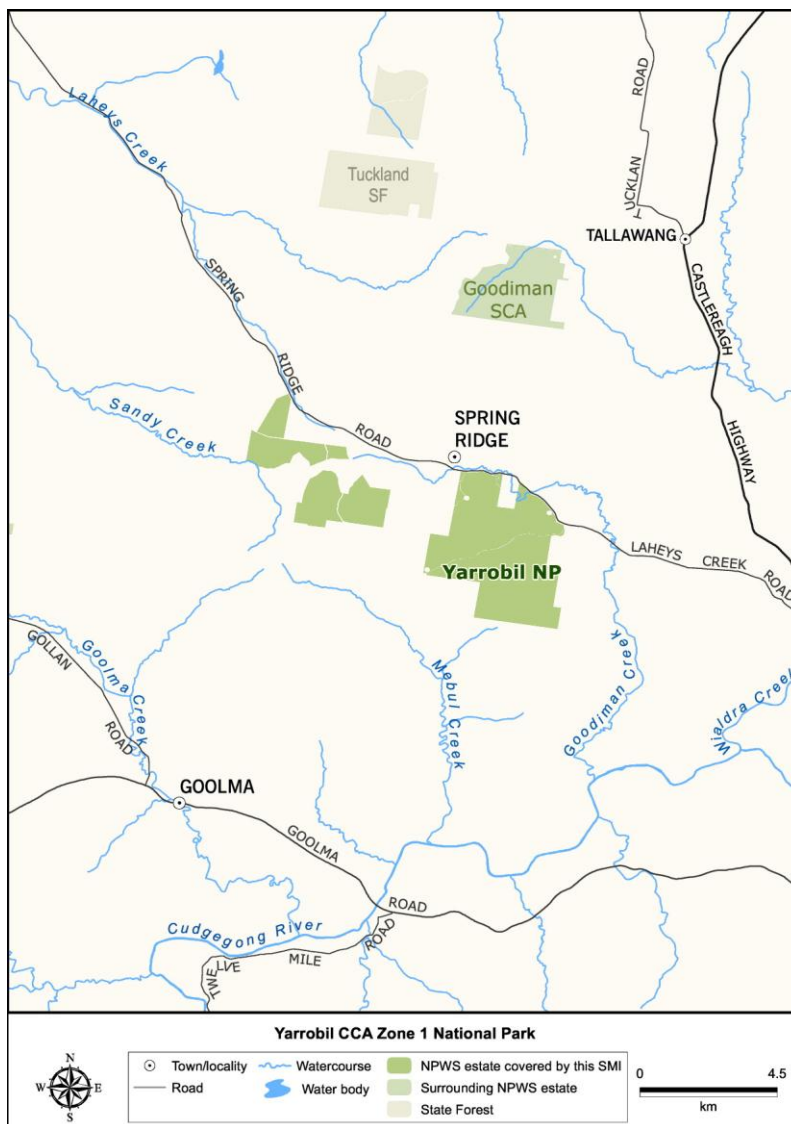 Laheys Creek
ROAD
TUCKLAN
Tuckland
SF
TALLAWANG
SPRING
Goodiman
SCA
CASTLEREAGH
RIDGE
Sandy Creek
SPRING
RIDGE
ROAD
HIGHWAY
LAHEYS CREEK ROAD
Yarrobil NP
GOLLAN
Goolma Creek
Mebul Creek
Goodiman Creek
Wialdra Creek
ROAD
GOOLMA
GOOLMA
ROAD
Cudgegong River
ROAD
MILE
TWELVE
Yarrobil CCA Zone 1 National Park
N
W E
S
Town/locality
Road
Watercourse
Water body
NPWS estate covered by this SMI
Surrounding NPWS estate
State Forest
0 4.5
km